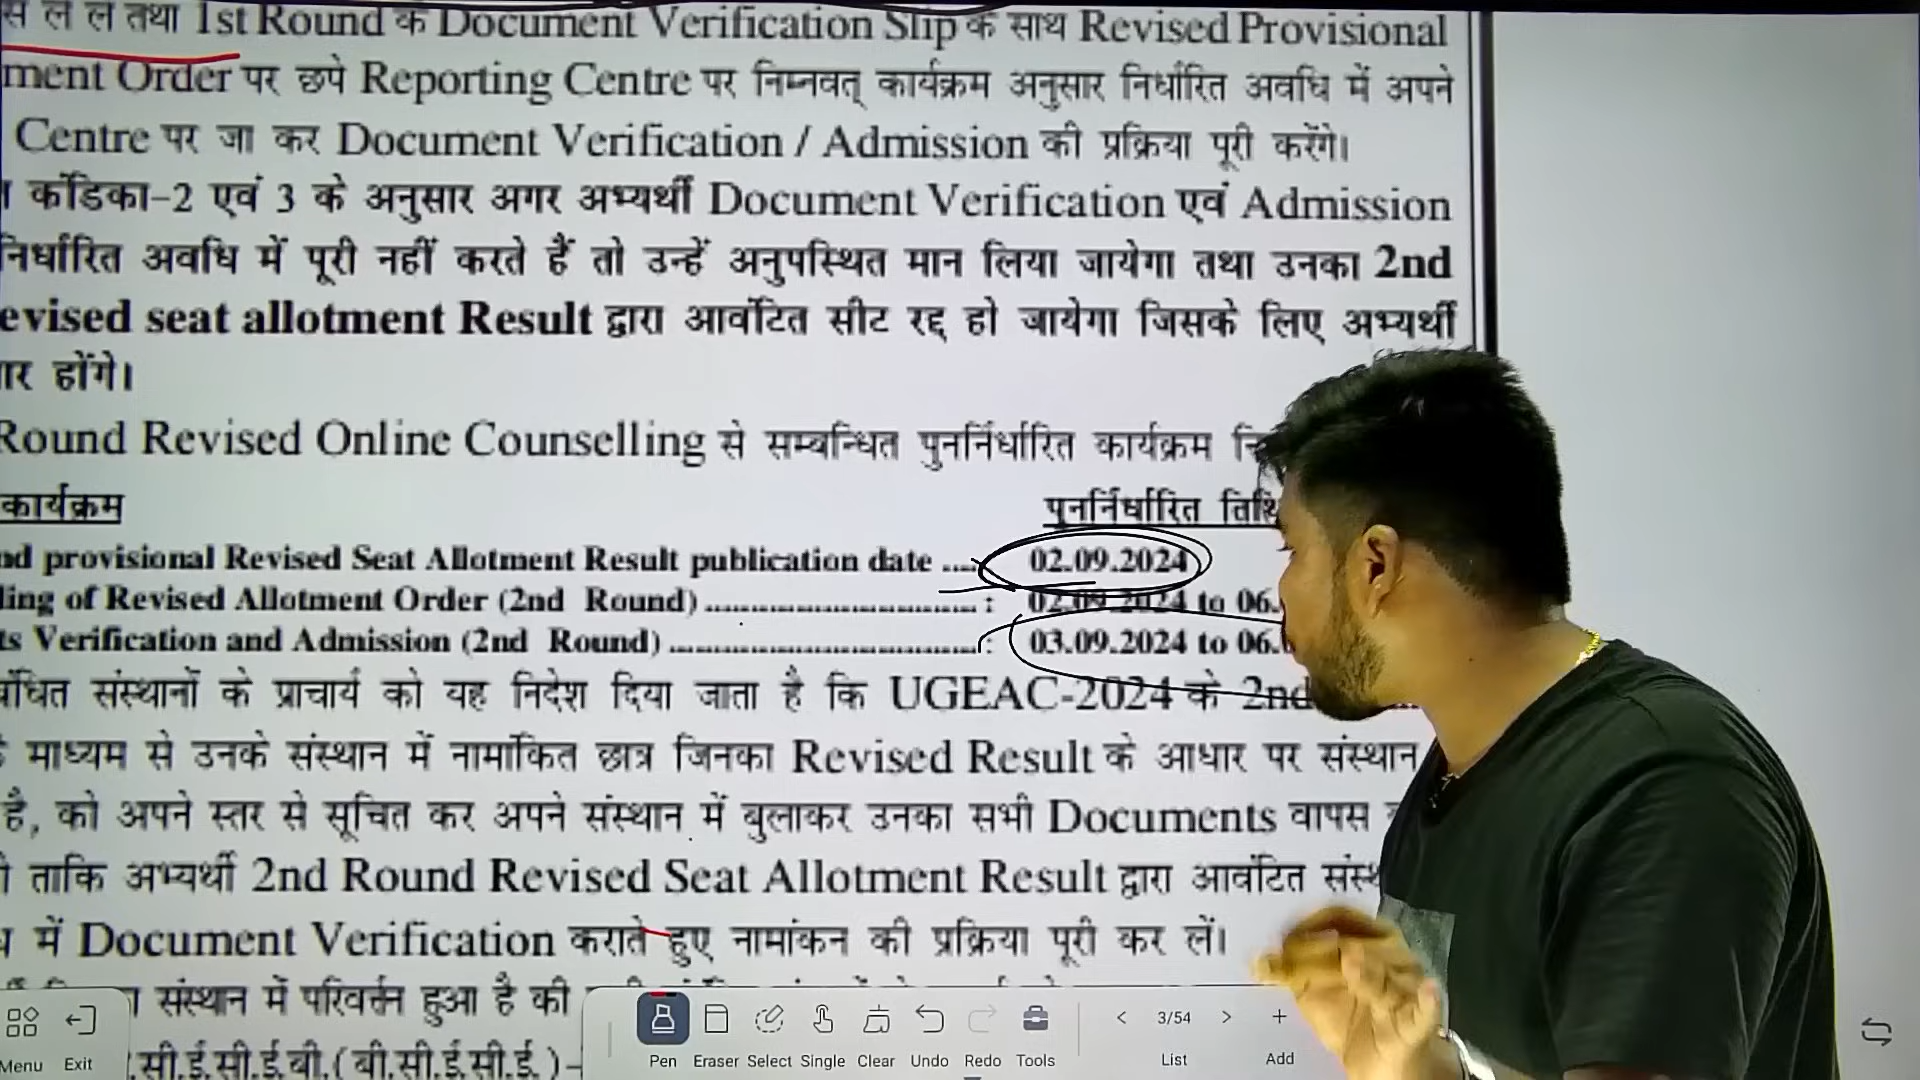 स ले लें तथा 1st Round के Document Verification Slip के साथ Revised Provisional
ment Order पर छपे Reporting Centre पर निम्नवत् कार्यक्रम अनुसार निर्धारित अवधि में अपने
Centre पर जा कर Document Verification / Admission की प्रक्रिया पूरी करेंगे।
कंडिका-2 एवं 3 के अनुसार अगर अभ्यर्थी Document Verification एवं Admission
निर्धारित अवधि में पूरी नहीं करते हैं तो उन्हें अनुपस्थित मान लिया जायेगा तथा उनका 2nd
evised seat allotment Result द्वारा आवंटित सीट रद्द हो जायेगा जिसके लिए अभ्यर्थी
ार होंगे।
Round Revised Online Counselling से सम्बन्धित पुनर्निर्धारित कार्यक्रम
कार्यक्रम पुनर्निर्धारित तिथि
nd provisional Revised Seat Allotment Result publication date .... 02.09.2024
ling of Revised Allotment Order (2nd Round) .......... : 02.09.2024 to 06.
ts Verification and Admission (2nd Round) .......... : 03.09.2024 to 06.
बंधित संस्थानों के प्राचार्य को यह निदेश दिया जाता है कि UGEAC-2024 के 2nd
माध्यम से उनके संस्थान में नामांकित छात्र जिनका Revised Result के आधार पर संस्थान
है, को अपने स्तर से सूचित कर अपने संस्थान में बुलाकर उनका सभी Documents वापस
ताकि अभ्यर्थी 2nd Round Revised Seat Allotment Result द्वारा आवंटित संस्थ
में Document Verification कराते हुए नामांकन की प्रक्रिया पूरी कर लें।
संस्थान में परिवर्त्तन हुआ है की
.सी.ई.सी.ई.बी.(बी.सी.ई.सी.ई.)-
Menu Exit Pen Eraser Select Single Clear Undo Redo Tools < 3/54 > List + Add